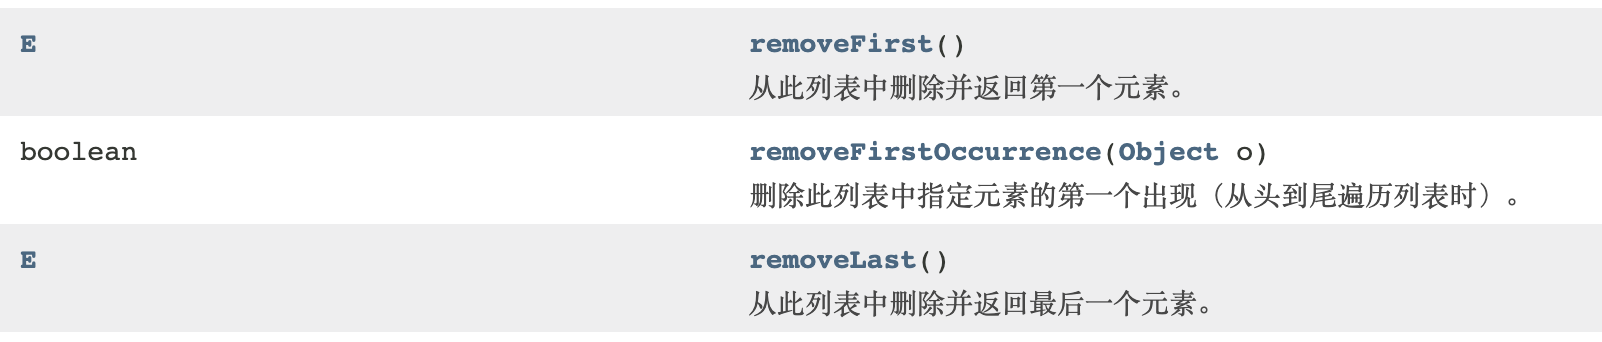 E removeFirst()
从此列表中删除并返回第一个元素。
boolean removeFirstOccurrence(Object o)
删除此列表中指定元素的第一个出现（从头到尾遍历列表时）。
E removeLast()
从此列表中删除并返回最后一个元素。